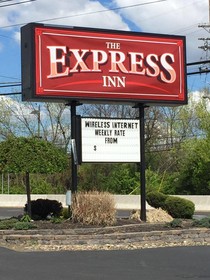 THE
EXPRESS
INN
WIRELESS INTERNET
WEEKLY RATE
FROM
$